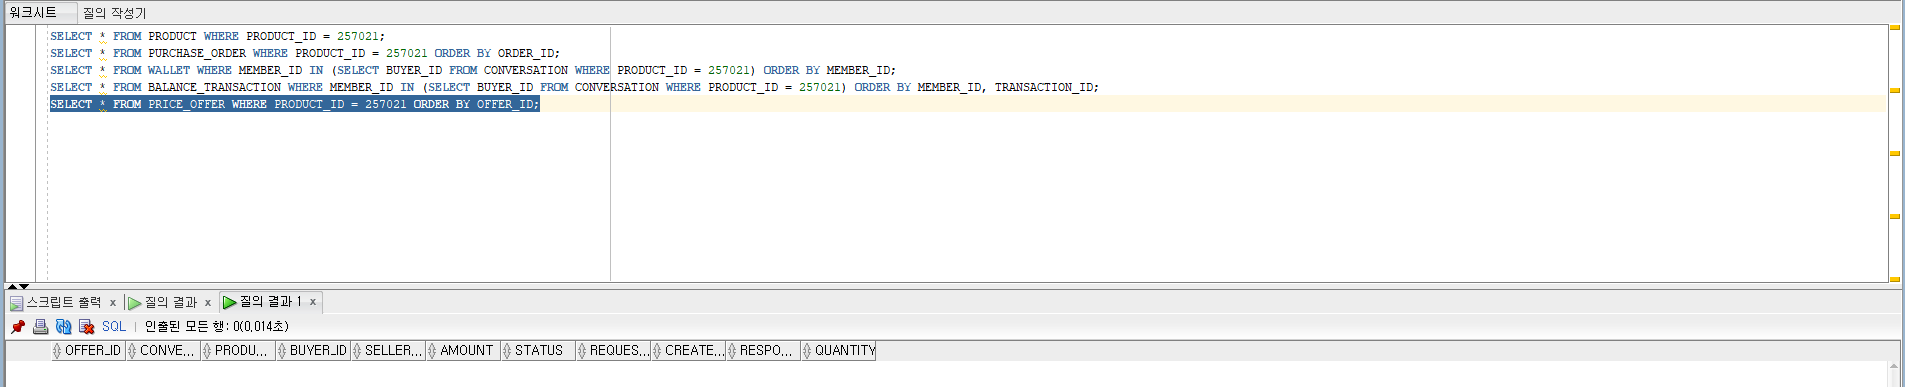 워크시트 질의 작성기
SELECT * FROM PRODUCT WHERE PRODUCT_ID = 257021;
SELECT * FROM PURCHASE_ORDER WHERE PRODUCT_ID = 257021 ORDER BY ORDER_ID;
SELECT * FROM WALLET WHERE MEMBER_ID IN (SELECT BUYER_ID FROM CONVERSATION WHERE PRODUCT_ID = 257021) ORDER BY MEMBER_ID;
SELECT * FROM BALANCE_TRANSACTION WHERE MEMBER_ID IN (SELECT BUYER_ID FROM CONVERSATION WHERE PRODUCT_ID = 257021) ORDER BY MEMBER_ID, TRANSACTION_ID;
SELECT * FROM PRICE_OFFER WHERE PRODUCT_ID = 257021 ORDER BY OFFER_ID;
스크립트 출력 x 질의 결과 x 질의 결과 1 x
SQL | 인출된 모든 행: 0(0,014초)
OFFER_ID CONVE... PRODU... BUYER_ID SELLER... AMOUNT STATUS REQUES... CREATE... RESPO... QUANTITY